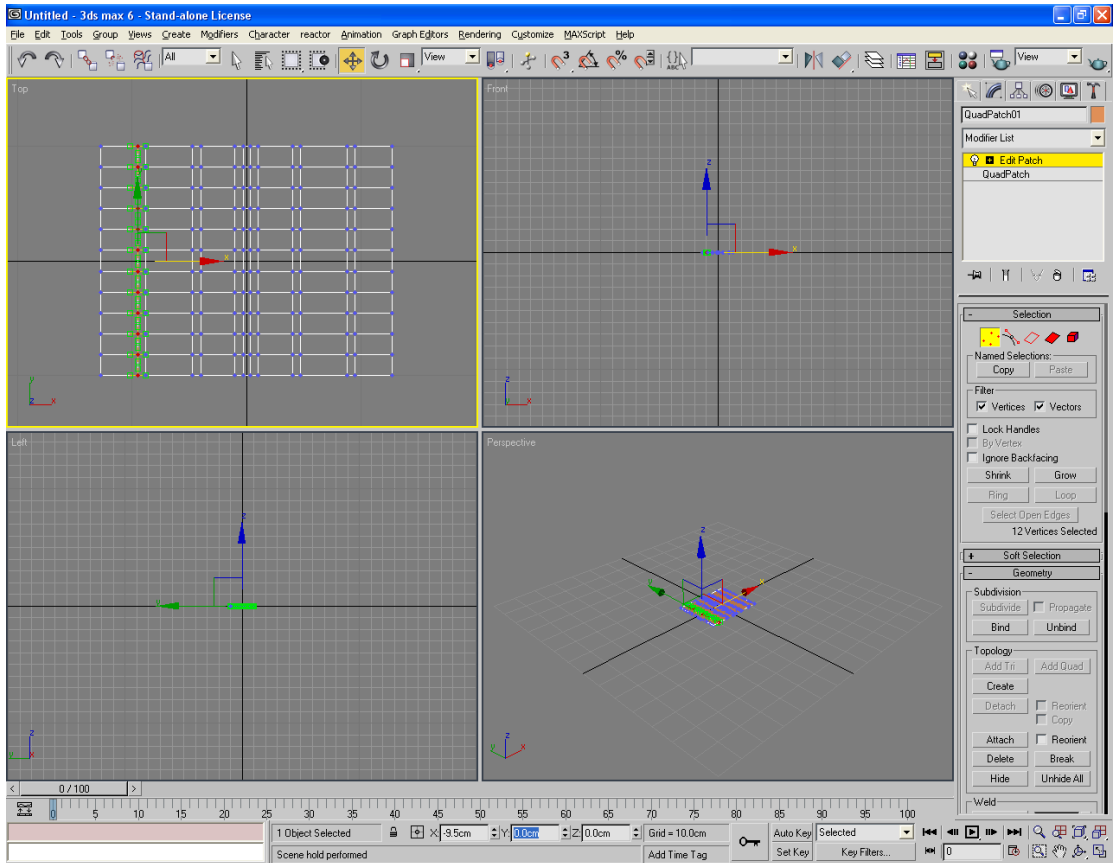 Untitled - 3ds max 6 - Stand-alone License
File Edit Tools Group Views Create Modifiers Character reactor Animation Graph Editors Rendering Customize MAXScript Help
All View View
Top
y
z x
x
Front
z
x
z
y x
Left
z
y
z
y x
Perspective
z
y x
z
y x
QuadPatch01
Modifier List
Edit Patch
QuadPatch
- Selection
Named Selections:
Copy Paste
Filter
Vertices Vectors
Lock Handles
By Vertex
Ignore Backfacing
Shrink Grow
Ring Loop
Select Open Edges
12 Vertices Selected
+ Soft Selection
- Geometry
Subdivision
Subdivide Propagate
Bind Unbind
Topology
Add Tri Add Quad
Create
Detach Reorient
Copy
Attach Reorient
Delete Break
Hide Unhide All
Weld
< 0 / 100 >
0 5 10 15 20 25 30 35 40 45 50 55 60 65 70 75 80 85 90 95 100
1 Object Selected X: -9.5cm Y: 0.0cm Z: 0.0cm Grid = 10.0cm Auto Key Selected
Scene hold performed Add Time Tag Set Key Key Filters... 0